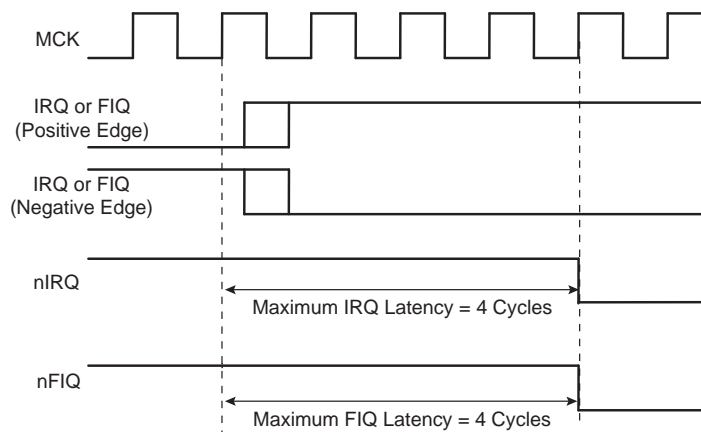 MCK
IRQ or FIQ
(Positive Edge)
IRQ or FIQ
(Negative Edge)
nIRQ
Maximum IRQ Latency = 4 Cycles
nFIQ
Maximum FIQ Latency = 4 Cycles